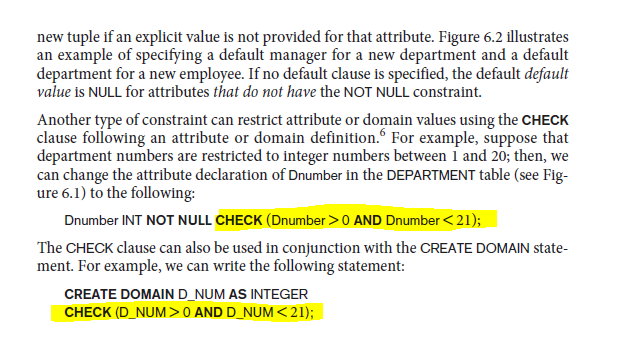 new tuple if an explicit value is not provided for that attribute. Figure 6.2 illustrates
an example of specifying a default manager for a new department and a default
department for a new employee. If no default clause is specified, the default default
value is NULL for attributes that do not have the NOT NULL constraint.
Another type of constraint can restrict attribute or domain values using the CHECK
clause following an attribute or domain definition.⁶ For example, suppose that
department numbers are restricted to integer numbers between 1 and 20; then, we
can change the attribute declaration of Dnumber in the DEPARTMENT table (see Fig-
ure 6.1) to the following:
Dnumber INT NOT NULL CHECK (Dnumber > 0 AND Dnumber < 21);
The CHECK clause can also be used in conjunction with the CREATE DOMAIN state-
ment. For example, we can write the following statement:
CREATE DOMAIN D_NUM AS INTEGER
CHECK (D_NUM > 0 AND D_NUM < 21);